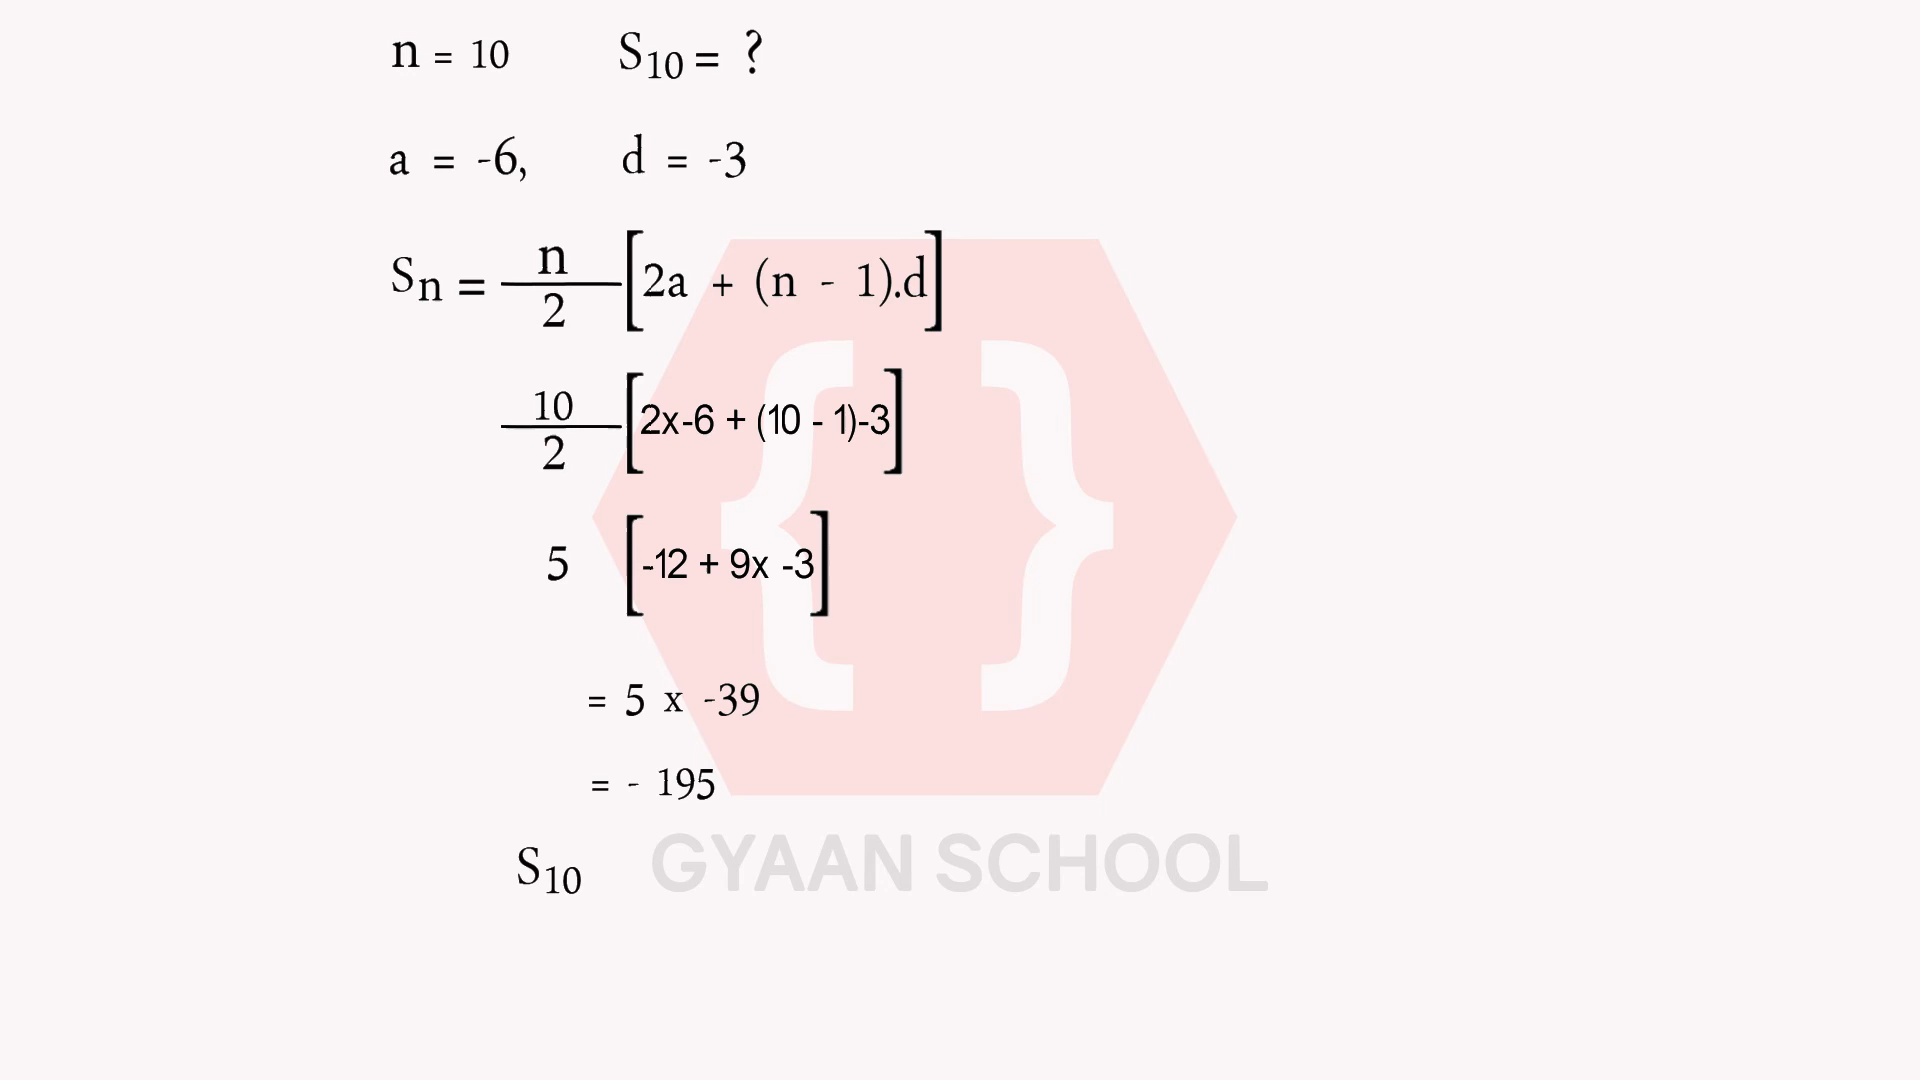 n = 10 S10 = ?
a = -6, d = -3
Sn = n/2 [2a + (n - 1).d]
10/2 [2x-6 + (10 - 1)-3]
5 [-12 + 9x -3]
= 5 x -39
= - 195
S10
GYAAN SCHOOL